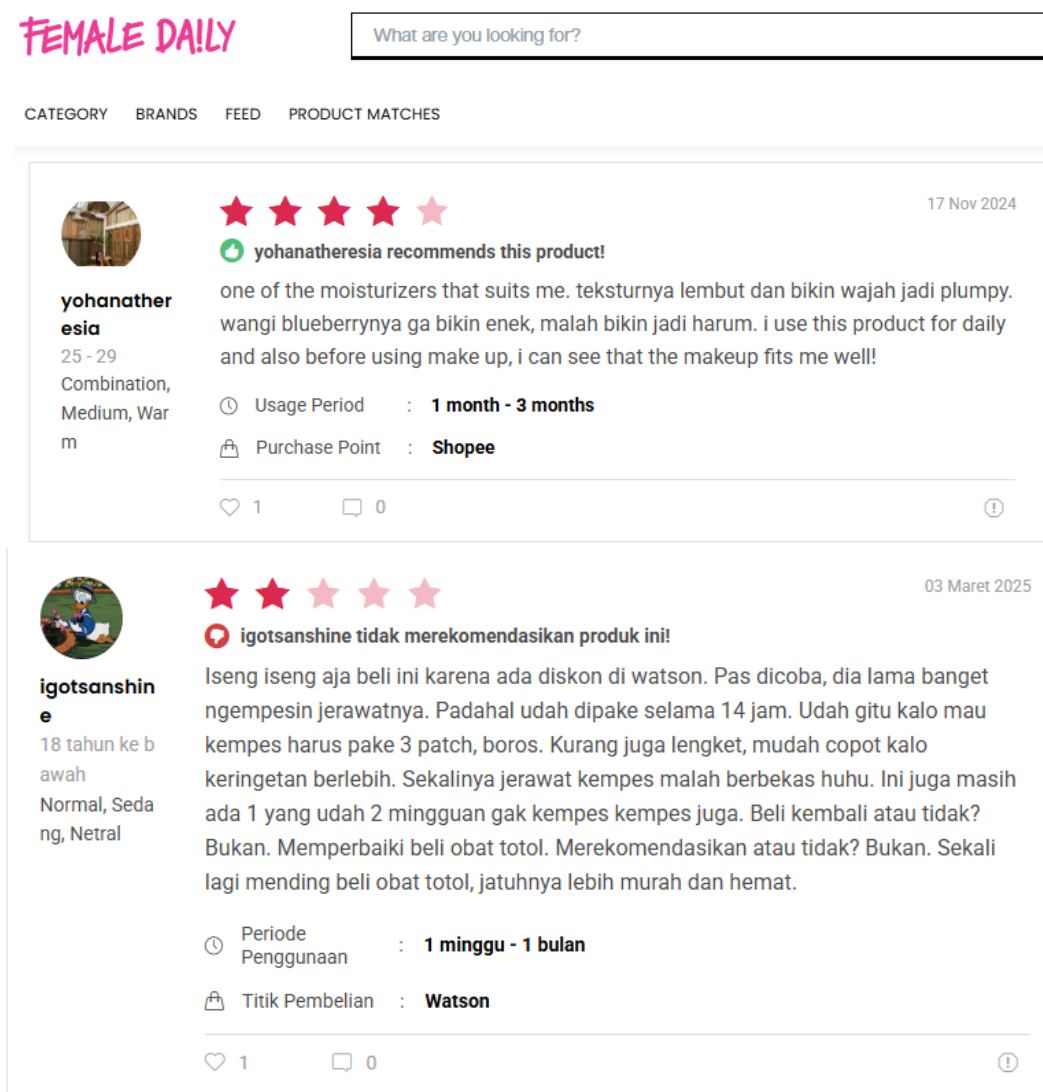 FEMALE DA!LY
What are you looking for?
CATEGORY BRANDS FEED PRODUCT MATCHES
17 Nov 2024
yohanatheresia recommends this product!
yohanather
esia
25 - 29
Combination,
Medium, War
m
one of the moisturizers that suits me. teksturnya lembut dan bikin wajah jadi plumpy.
wangi blueberrynya ga bikin enek, malah bikin jadi harum. i use this product for daily
and also before using make up, i can see that the makeup fits me well!
Usage Period : 1 month - 3 months
Purchase Point : Shopee
1 0
03 Maret 2025
igotsanshine tidak merekomendasikan produk ini!
igotsanshin
e
18 tahun ke b
awah
Normal, Seda
ng, Netral
Iseng iseng aja beli ini karena ada diskon di watson. Pas dicoba, dia lama banget
ngempesin jerawatnya. Padahal udah dipake selama 14 jam. Udah gitu kalo mau
kempes harus pake 3 patch, boros. Kurang juga lengket, mudah copot kalo
keringetan berlebih. Sekalinya jerawat kempes malah berbekas huhu. Ini juga masih
ada 1 yang udah 2 mingguan gak kempes kempes juga. Beli kembali atau tidak?
Bukan. Memperbaiki beli obat totol. Merekomendasikan atau tidak? Bukan. Sekali
lagi mending beli obat totol, jatuhnya lebih murah dan hemat.
Periode
Penggunaan : 1 minggu - 1 bulan
Titik Pembelian : Watson
1 0